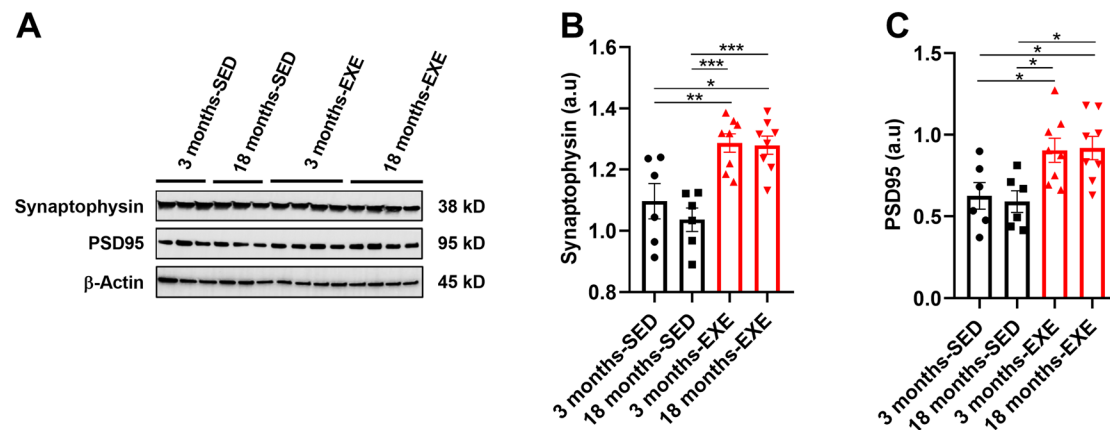 A
3 months-SED
18 months-SED
3 months-EXE
18 months-EXE
Synaptophysin
38 kD
PSD95
95 kD
β-Actin
45 kD
B
Synaptophysin (a.u)
1.6
1.4
1.2
1.0
0.8
***
***
*
**
3 months-SED
18 months-SED
3 months-EXE
18 months-EXE
C
PSD95 (a.u)
1.5
1.0
0.5
0.0
*
*
*
*
3 months-SED
18 months-SED
3 months-EXE
18 months-EXE